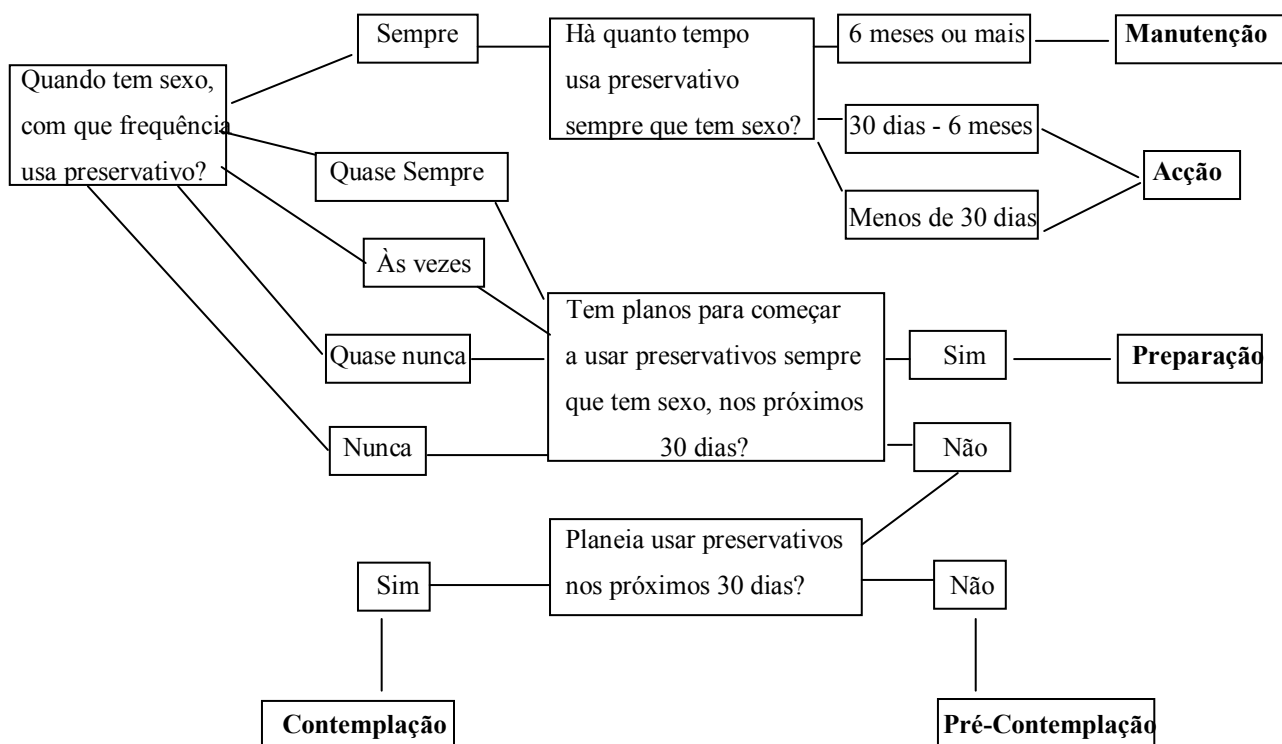 Sempre
Hà quanto tempo
usa preservativo
sempre que tem sexo?
6 meses ou mais
Manutenção
Quando tem sexo,
com que frequência
usa preservativo?
30 dias - 6 meses
Acção
Quase Sempre
Menos de 30 dias
Às vezes
Tem planos para começar
a usar preservativos sempre
que tem sexo, nos próximos
30 dias?
Quase nunca
Sim
Preparação
Nunca
Não
Planeia usar preservativos
nos próximos 30 dias?
Sim
Não
Contemplação
Pré-Contemplação